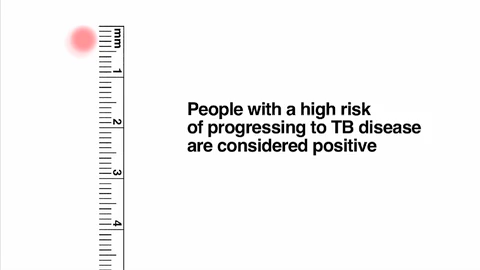 mm
1
2
3
4
People with a high risk
of progressing to TB disease
are considered positive